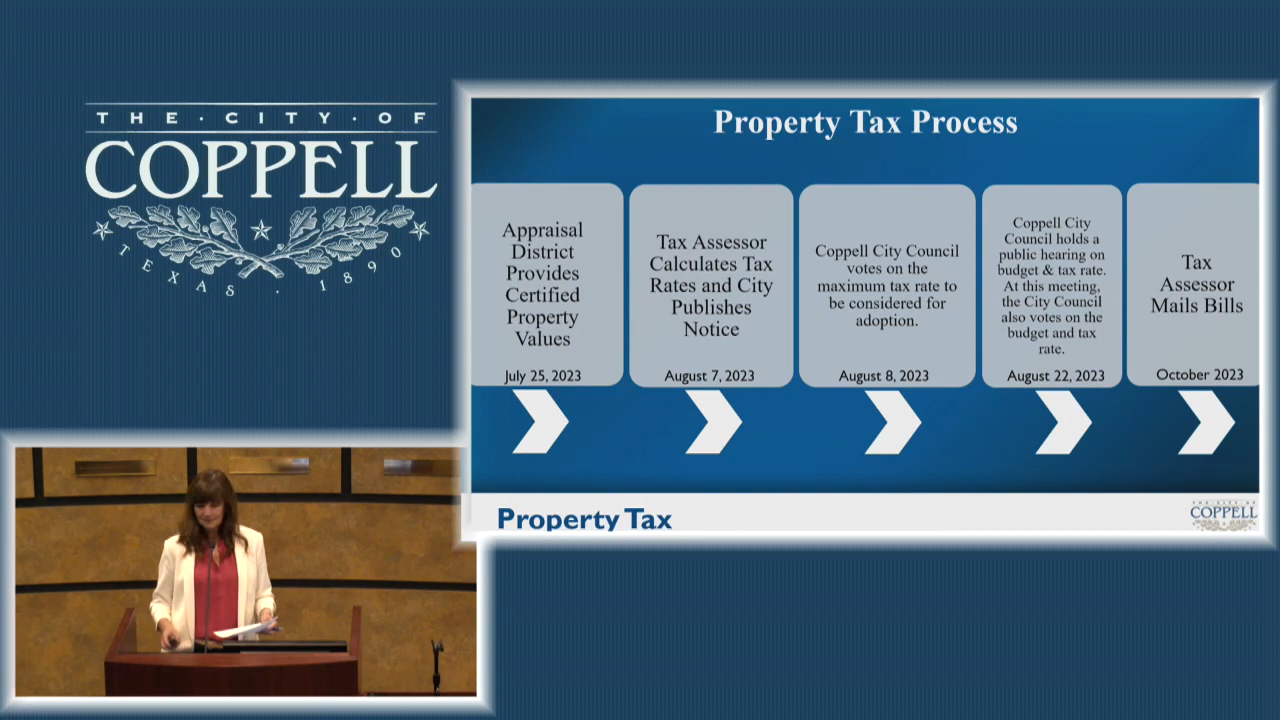 THE · CITY · OF
COPPELL
TEXAS · 1890
Property Tax Process
Appraisal
District
Provides
Certified
Property
Values
July 25, 2023
Tax Assessor
Calculates Tax
Rates and City
Publishes
Notice
August 7, 2023
Coppell City Council
votes on the
maximum tax rate to
be considered for
adoption.
August 8, 2023
Coppell City
Council holds a
public hearing on
budget & tax rate.
At this meeting,
the City Council
also votes on the
budget and tax
rate.
August 22, 2023
Tax
Assessor
Mails Bills
October 2023
Property Tax
THE · CITY · OF
COPPELL